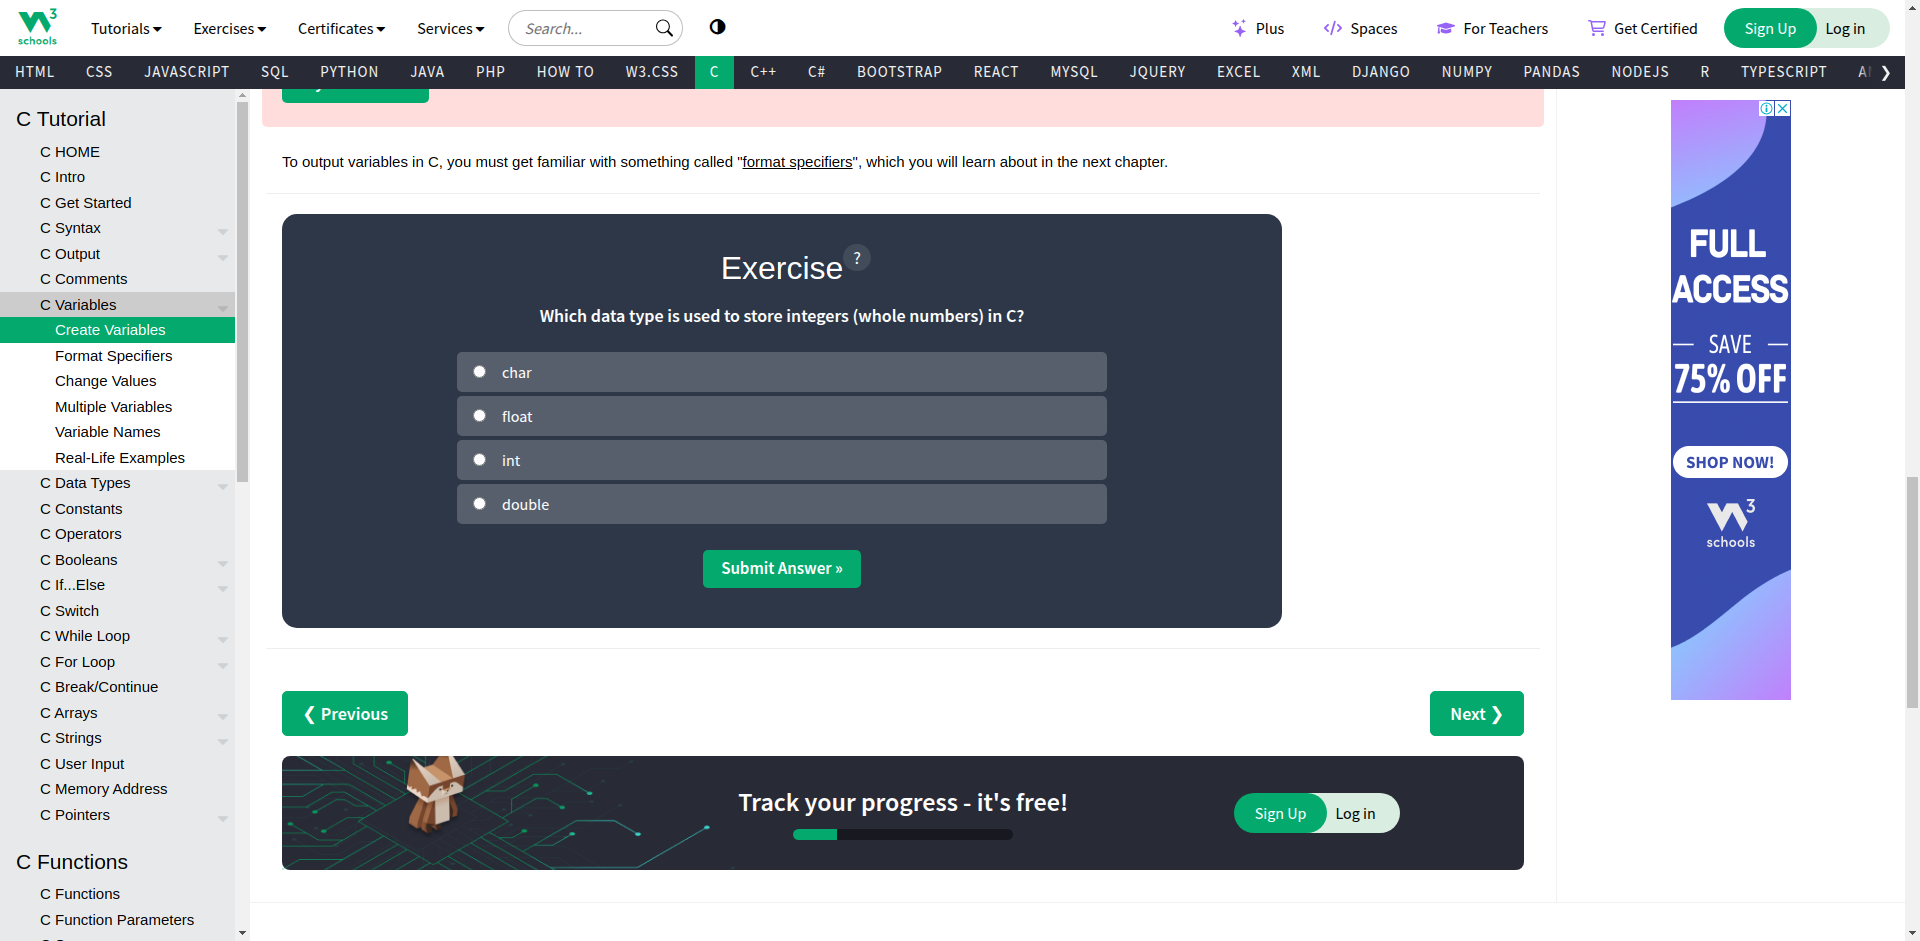 schools
Tutorials
Exercises
Certificates
Services
Search...
Plus
Spaces
For Teachers
Get Certified
Sign Up
Log in
HTML CSS JAVASCRIPT SQL PYTHON JAVA PHP HOW TO W3.CSS C C++ C# BOOTSTRAP REACT MYSQL JQUERY EXCEL XML DJANGO NUMPY PANDAS NODEJS R TYPESCRIPT
C Tutorial
C HOME
C Intro
C Get Started
C Syntax
C Output
C Comments
C Variables
Create Variables
Format Specifiers
Change Values
Multiple Variables
Variable Names
Real-Life Examples
C Data Types
C Constants
C Operators
C Booleans
C If...Else
C Switch
C While Loop
C For Loop
C Break/Continue
C Arrays
C Strings
C User Input
C Memory Address
C Pointers
C Functions
C Functions
C Function Parameters
To output variables in C, you must get familiar with something called "format specifiers", which you will learn about in the next chapter.
Exercise
?
Which data type is used to store integers (whole numbers) in C?
char
float
int
double
Submit Answer »
❮ Previous
Next ❯
Track your progress - it's free!
Sign Up
Log in
FULL
ACCESS
SAVE
75% OFF
SHOP NOW!
3
schools